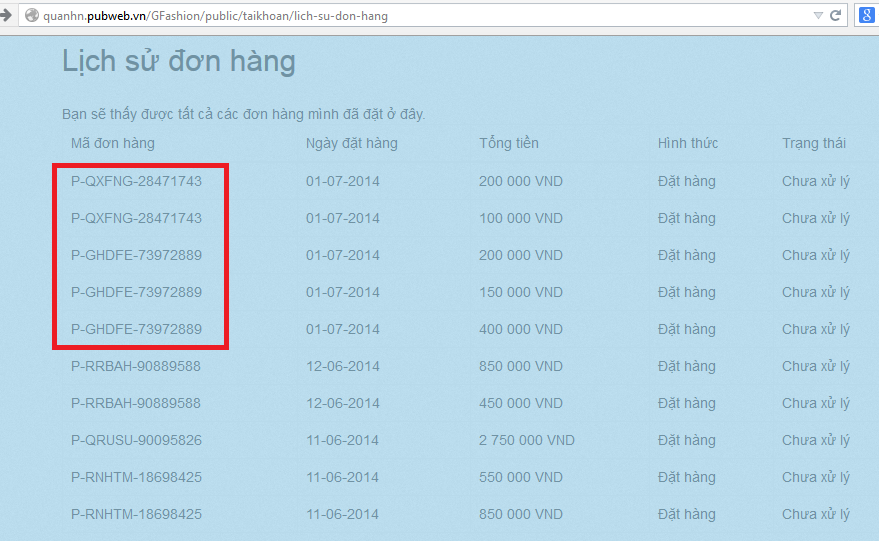 quanhn.pubweb.vn/GFashion/public/taikhoan/lich-su-don-hang
Lịch sử đơn hàng
Bạn sẽ thấy được tất cả các đơn hàng mình đã đặt ở đây.
Mã đơn hàng Ngày đặt hàng Tổng tiền Hình thức Trạng thái
P-QXFNG-28471743 01-07-2014 200 000 VND Đặt hàng Chưa xử lý
P-QXFNG-28471743 01-07-2014 100 000 VND Đặt hàng Chưa xử lý
P-GHDFE-73972889 01-07-2014 200 000 VND Đặt hàng Chưa xử lý
P-GHDFE-73972889 01-07-2014 150 000 VND Đặt hàng Chưa xử lý
P-GHDFE-73972889 01-07-2014 400 000 VND Đặt hàng Chưa xử lý
P-RRBAH-90889588 12-06-2014 850 000 VND Đặt hàng Chưa xử lý
P-RRBAH-90889588 12-06-2014 450 000 VND Đặt hàng Chưa xử lý
P-QRUSU-90095826 11-06-2014 2 750 000 VND Đặt hàng Chưa xử lý
P-RNHTM-18698425 11-06-2014 550 000 VND Đặt hàng Chưa xử lý
P-RNHTM-18698425 11-06-2014 850 000 VND Đặt hàng Chưa xử lý